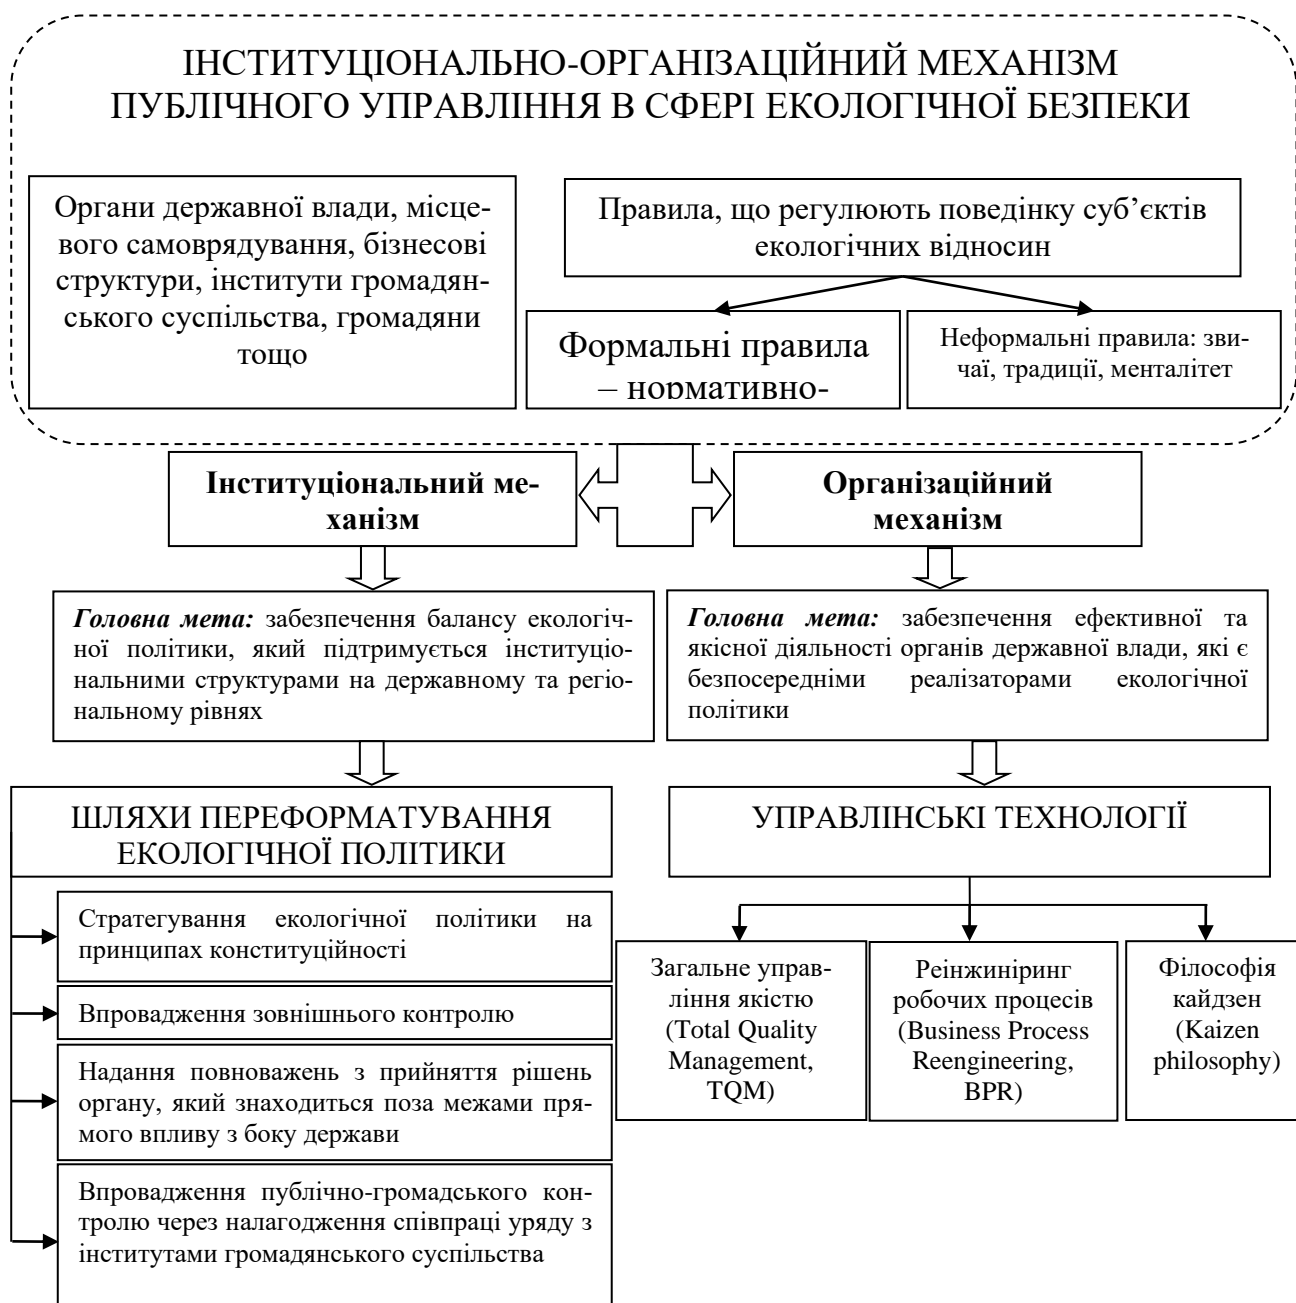 ІНСТИТУЦІОНАЛЬНО-ОРГАНІЗАЦІЙНИЙ МЕХАНІЗМ
ПУБЛІЧНОГО УПРАВЛІННЯ В СФЕРІ ЕКОЛОГІЧНОЇ БЕЗПЕКИ
Органи державної влади, місце-
вого самоврядування, бізнесові
структури, інститути громадян-
ського суспільства, громадяни
тощо
Правила, що регулюють поведінку суб’єктів
екологічних відносин
Формальні правила
– нормативно-
Неформальні правила: зви-
чаї, традиції, менталітет
Інституціональний ме-
ханізм
Організаційний
механізм
Головна мета: забезпечення балансу екологіч-
ної політики, який підтримується інституціо-
нальними структурами на державному та регіо-
нальному рівнях
Головна мета: забезпечення ефективної та
якісної діяльності органів державної влади, які є
безпосередніми реалізаторами екологічної
політики
ШЛЯХИ ПЕРЕФОРМАТУВАННЯ
ЕКОЛОГІЧНОЇ ПОЛІТИКИ
Стратегування екологічної політики на
принципах конституційності
Впровадження зовнішнього контролю
Надання повноважень з прийняття рішень
органу, який знаходиться поза межами пря-
мого впливу з боку держави
Впровадження публічно-громадського кон-
тролю через налагодження співпраці уряду з
інститутами громадянського суспільства
УПРАВЛІНСЬКІ ТЕХНОЛОГІЇ
Загальне управ-
ління якістю
(Total Quality
Management,
TQM)
Реінжиніринг
робочих процесів
(Business Process
Reengineering,
BPR)
Філософія
кайдзен
(Kaizen
philosophy)